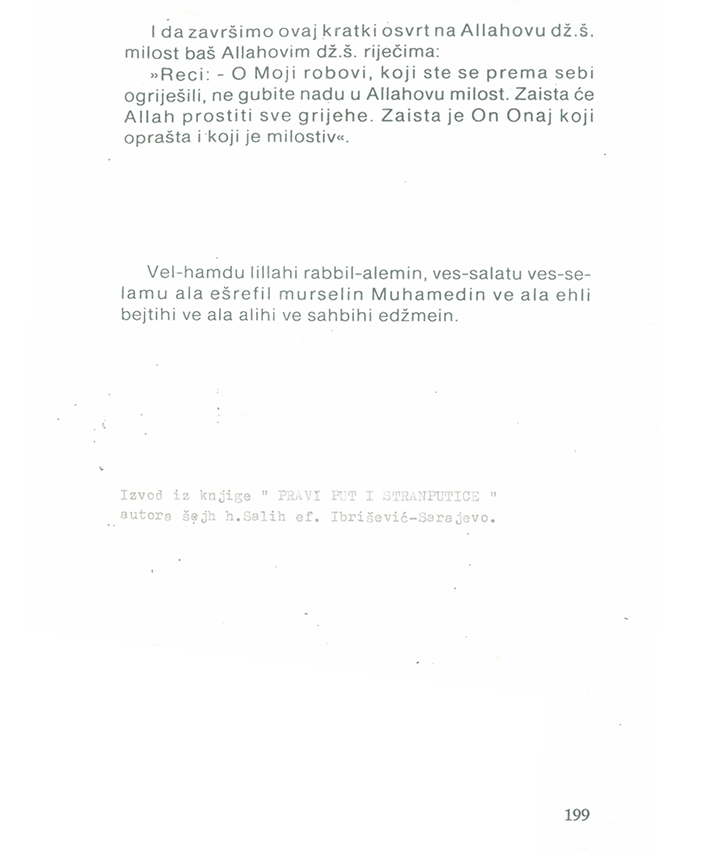 I da završimo ovaj kratki osvrt na Allahovu dž.š.
milost baš Allahovim dž.š. riječima:
»Reci: - O Moji robovi, koji ste se prema sebi
ogriješili, ne gubite nadu u Allahovu milost. Zaista će
Allah prostiti sve grijehe. Zaista je On Onaj koji
oprašta i koji je milostiv«.
Vel-hamdu lillahi rabbil-alemin, ves-salatu ves-se-
lamu ala ešrefil murselin Muhamedin ve ala ehli
bejtihi ve ala alihi ve sahbihi edžmein.
Izvod iz knjige " PRAVI PUT I STRANPUTICE "
autora šejh h.Salih ef. Ibrišević-Sarajevo.
199